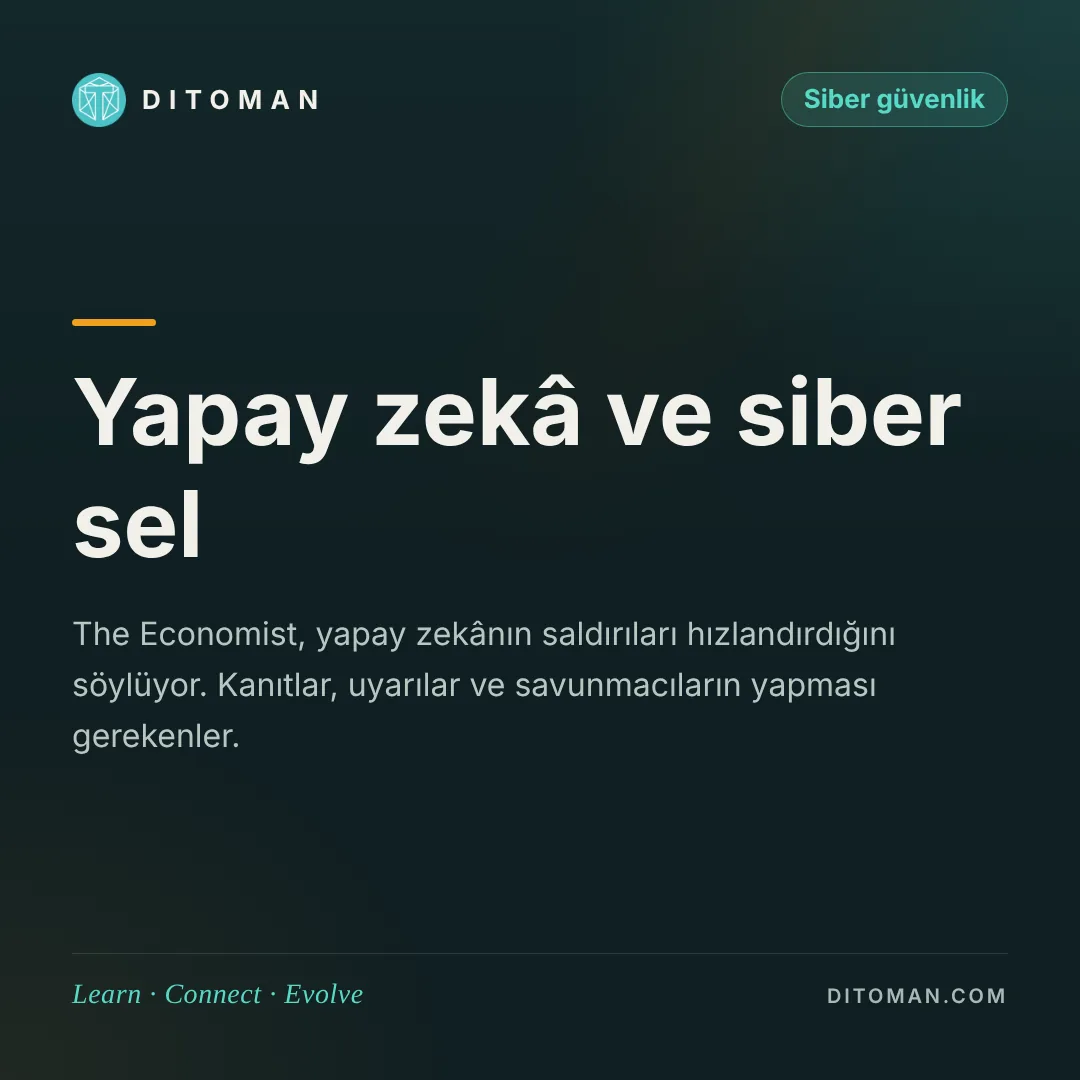 DITOMAN
Siber güvenlik
Yapay zekâ ve siber
sel
The Economist, yapay zekânın saldırıları hızlandırdığını
söylüyor. Kanıtlar, uyarılar ve savunmacıların yapması
gerekenler.
Learn · Connect · Evolve
DITOMAN.COM